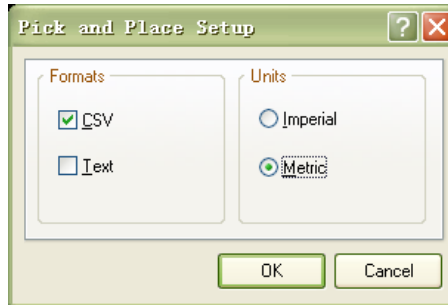 Pick and Place Setup
Formats
Units
CSV
Imperial
Text
Metric
OK
Cancel